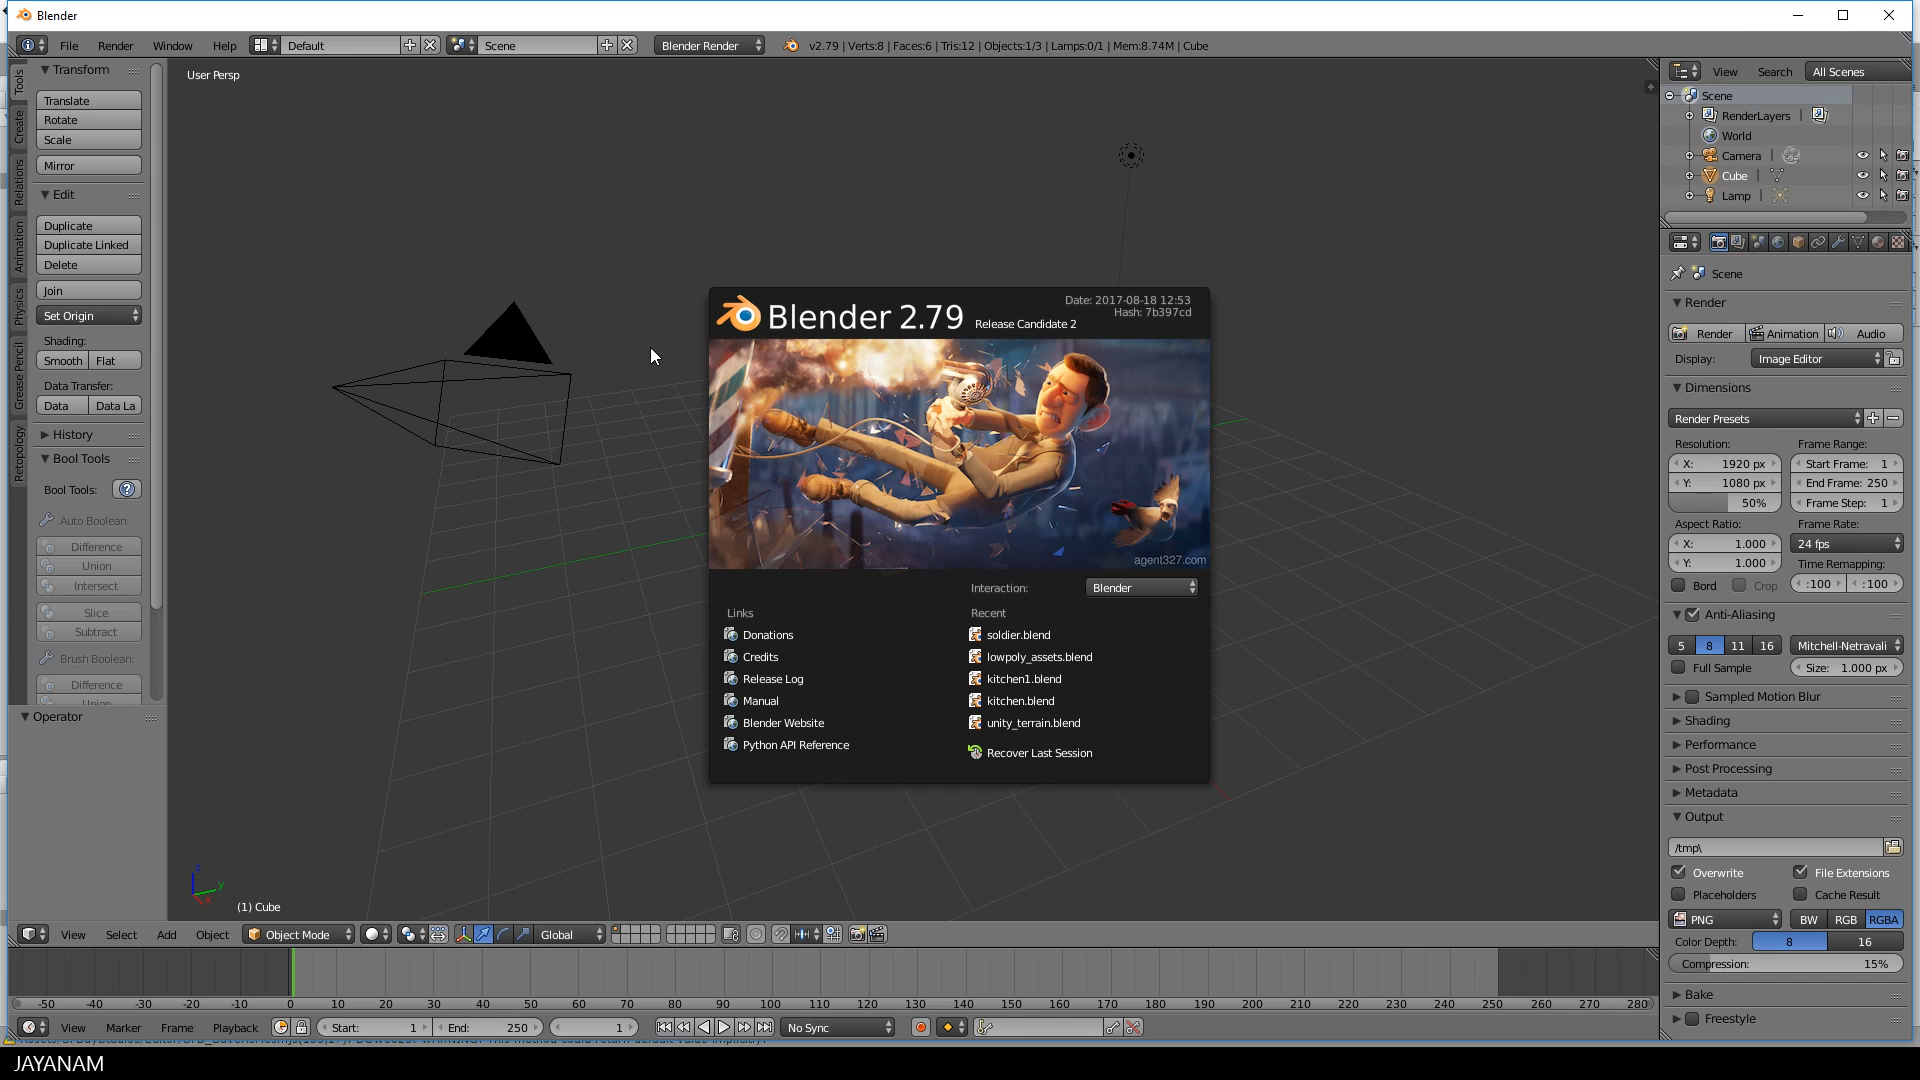 Blender
File Render Window Help Default Scene Blender Render v2.79 | Verts:8 | Faces:6 | Tris:12 | Objects:1/3 | Lamps:0/1 | Mem:8.74M | Cube
Tools
Create
Relations
Animation
Physics
Grease Pencil
Retopology
Transform
Translate
Rotate
Scale
Mirror
Edit
Duplicate
Duplicate Linked
Delete
Join
Set Origin
Shading:
Smooth Flat
Data Transfer:
Data Data La
History
Bool Tools
Bool Tools:
Auto Boolean:
Difference
Union
Intersect
Slice
Subtract
Brush Boolean:
Difference
Union
Operator
User Persp
Blender 2.79 Release Candidate 2
Date: 2017-08-18 12:53
Hash: 7b397cd
agent327.com
Interaction: Blender
Links
Donations
Credits
Release Log
Manual
Blender Website
Python API Reference
Recent
soldier.blend
lowpoly_assets.blend
kitchen1.blend
kitchen.blend
unity_terrain.blend
Recover Last Session
z
y
x
(1) Cube
View Select Add Object Object Mode Global
-50 -40 -30 -20 -10 0 10 20 30 40 50 60 70 80 90 100 110 120 130 140 150 160 170 180 190 200 210 220 230 240 250 260 270 280
View Marker Frame Playback Start: 1 End: 250 1 No Sync
View Search All Scenes
Scene
RenderLayers
World
Camera
Cube
Lamp
Scene
Render
Render Animation Audio
Display: Image Editor
Dimensions
Render Presets
Resolution: Frame Range:
X: 1920 px Start Frame: 1
Y: 1080 px End Frame: 250
50% Frame Step: 1
Aspect Ratio: Frame Rate:
X: 1.000 24 fps
Y: 1.000 Time Remapping:
Bord Crop :100 :100
Anti-Aliasing
5 8 11 16 Mitchell-Netravali
Full Sample Size: 1.000 px
Sampled Motion Blur
Shading
Performance
Post Processing
Metadata
Output
/tmp\
Overwrite File Extensions
Placeholders Cache Result
PNG BW RGB RGBA
Color Depth: 8 16
Compression: 15%
Bake
Freestyle
JAYANAM